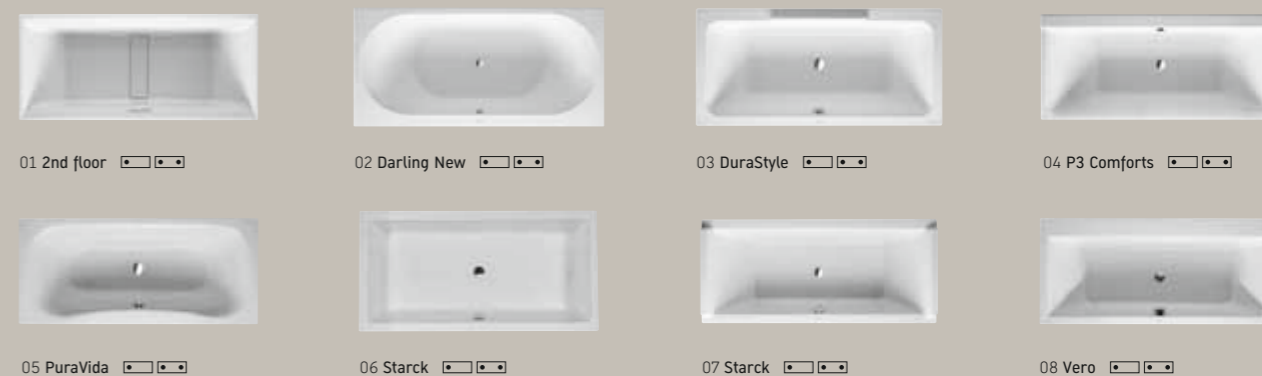 01 2nd floor
02 Darling New
03 DuraStyle
04 P3 Comforts
05 PuraVida
06 Starck
07 Starck
08 Vero